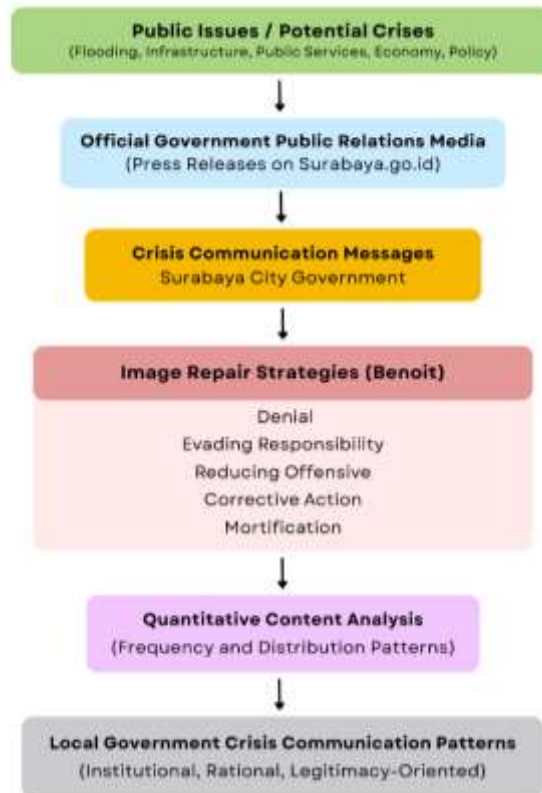 Public Issues / Potential Crises
(Flooding, Infrastructure, Public Services, Economy, Policy)
Official Government Public Relations Media
(Press Releases on Surabaya.go.id)
Crisis Communication Messages
Surabaya City Government
Image Repair Strategies (Benoit)
Denial
Evading Responsibility
Reducing Offensive
Corrective Action
Mortification
Quantitative Content Analysis
(Frequency and Distribution Patterns)
Local Government Crisis Communication Patterns
(Institutional, Rational, Legitimacy-Oriented)